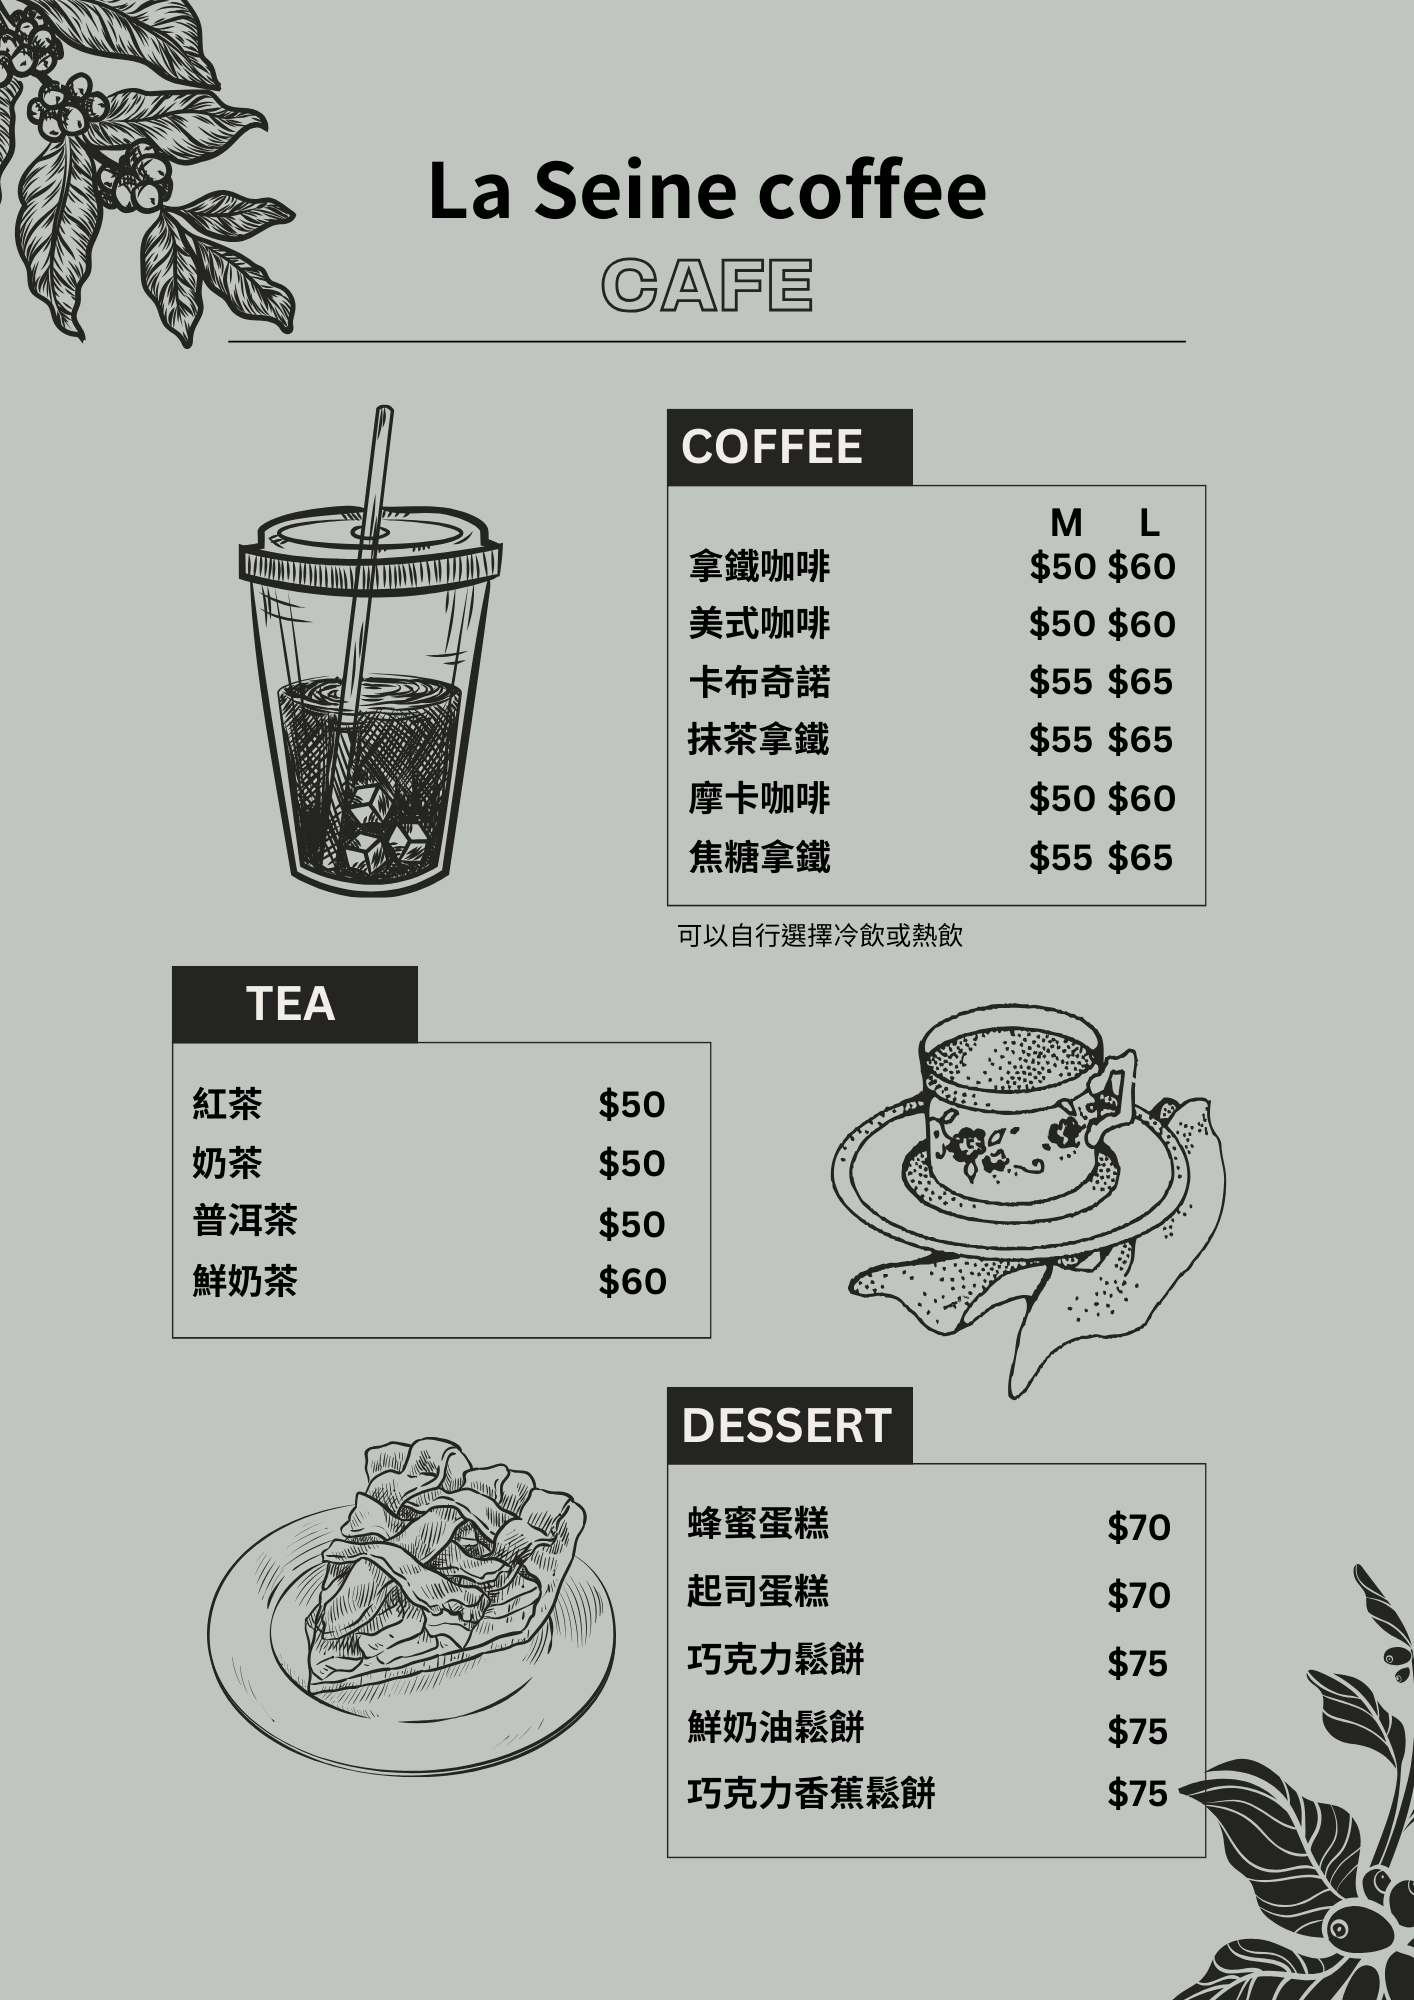 La Seine coffee
CAFE
COFFEE
M L
拿鐵咖啡 $50 $60
美式咖啡 $50 $60
卡布奇諾 $55 $65
抹茶拿鐵 $55 $65
摩卡咖啡 $50 $60
焦糖拿鐵 $55 $65
可以自行選擇冷飲或熱飲
TEA
紅茶 $50
奶茶 $50
普洱茶 $50
鮮奶茶 $60
DESSERT
蜂蜜蛋糕 $70
起司蛋糕 $70
巧克力鬆餅 $75
鮮奶油鬆餅 $75
巧克力香蕉鬆餅 $75